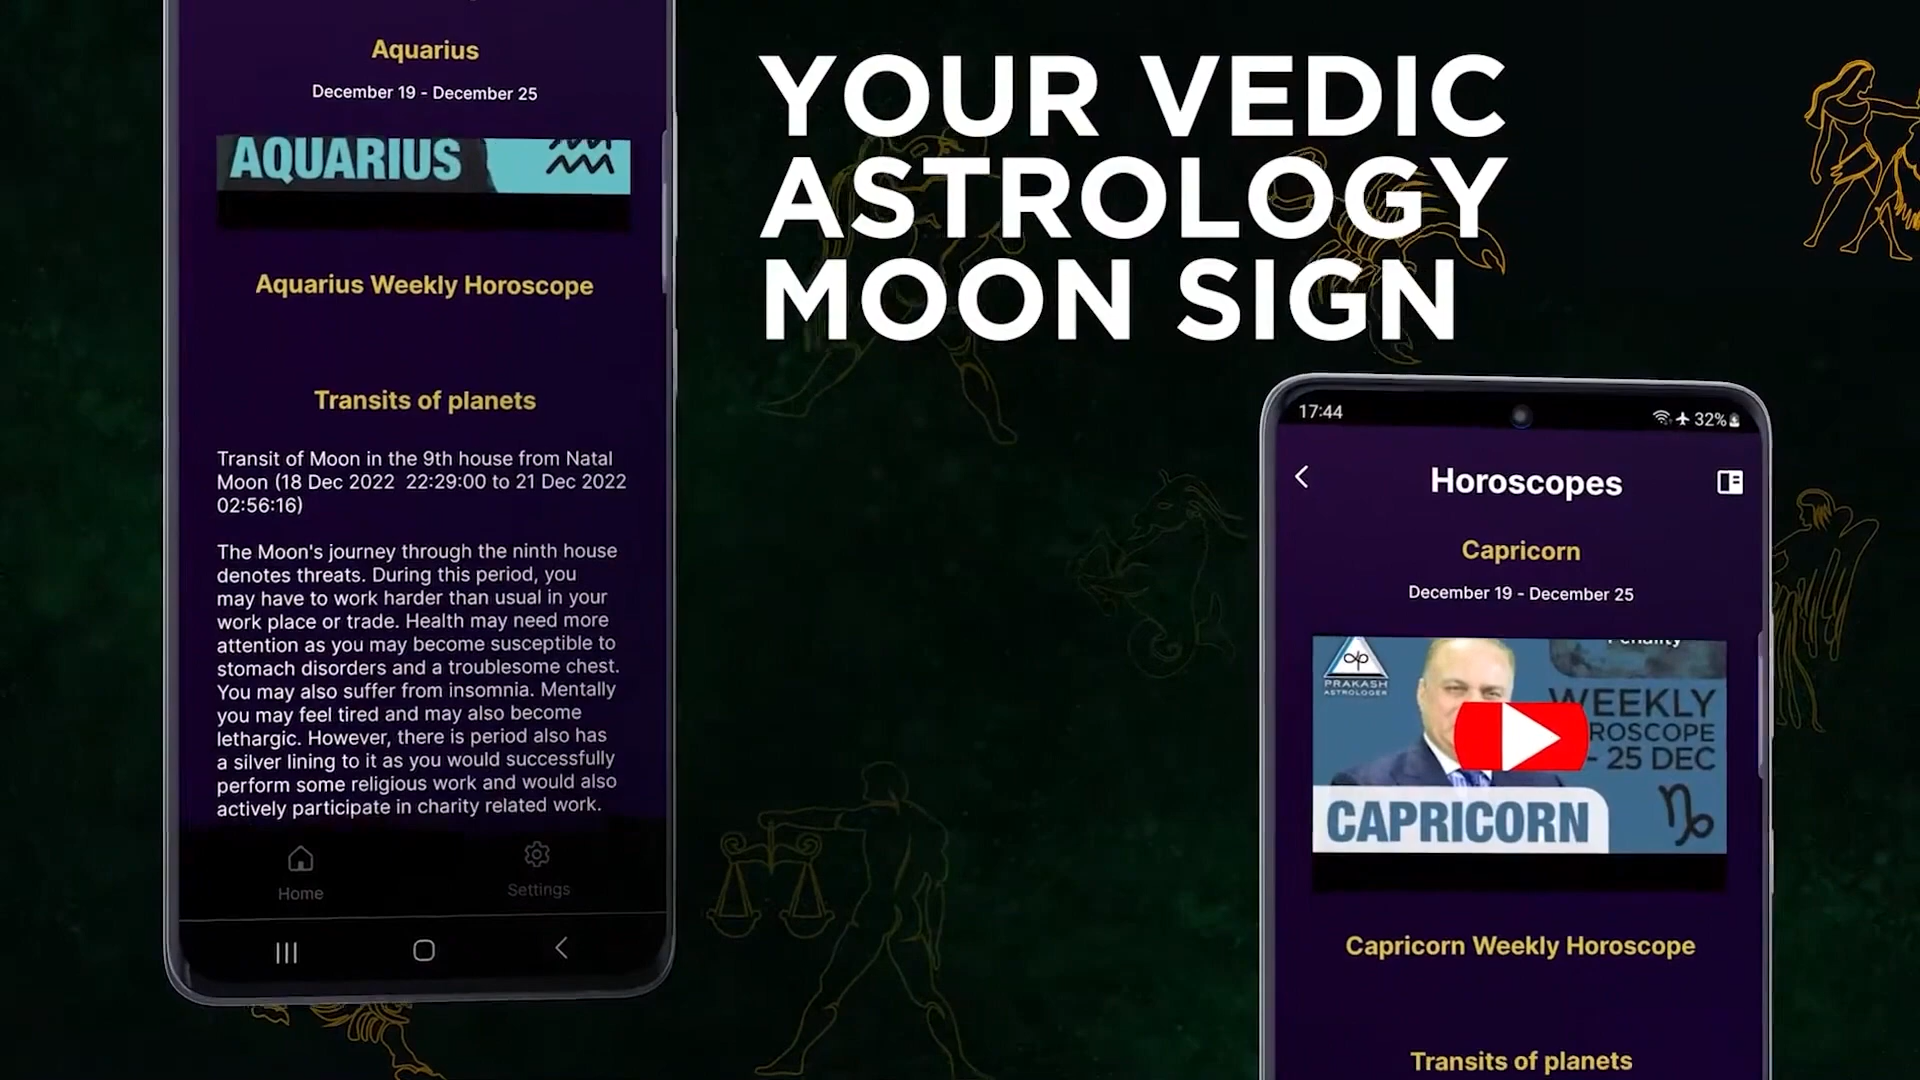 Aquarius
December 19 - December 25
AQUARIUS
Aquarius Weekly Horoscope
Transits of planets
Transit of Moon in the 9th house from Natal
Moon (18 Dec 2022 22:29:00 to 21 Dec 2022
02:56:16)
The Moon's journey through the ninth house
denotes threats. During this period, you
may have to work harder than usual in your
work place or trade. Health may need more
attention as you may become susceptible to
stomach disorders and a troublesome chest.
You may also suffer from insomnia. Mentally
you may feel tired and may also become
lethargic. However, there is period also has
a silver lining to it as you would successfully
perform some religious work and would also
actively participate in charity related work.
Home
Settings
YOUR VEDIC
ASTROLOGY
MOON SIGN
17:44
32%
Horoscopes
Capricorn
December 19 - December 25
PRAKASH
ASTROLOGER
WEEKLY
- 25 DEC
CAPRICORN
Capricorn Weekly Horoscope
Transits of planets